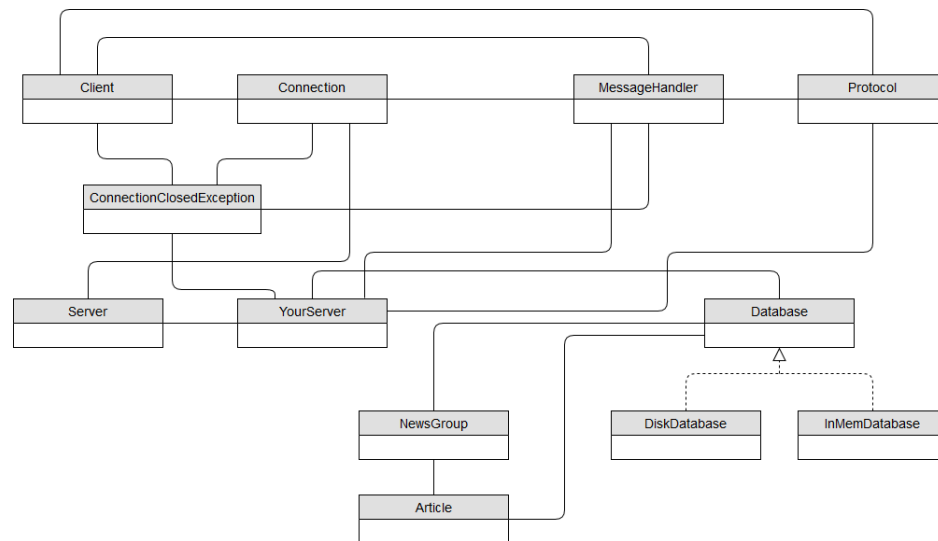 Client
Connection
MessageHandler
Protocol
ConnectionClosedException
Server
YourServer
Database
NewsGroup
DiskDatabase
InMemDatabase
Article